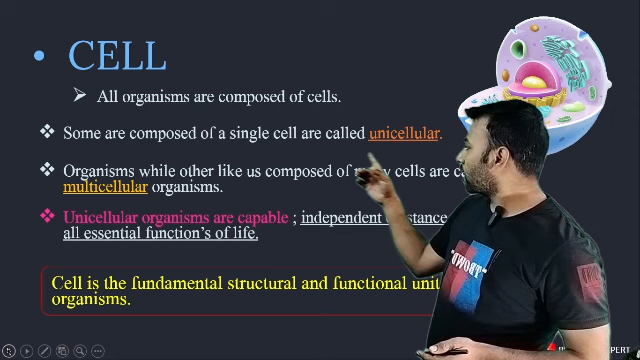 CELL
All organisms are composed of cells.
Some are composed of a single cell are called unicellular.
Organisms while other like us composed of cells are
multicellular organisms.
Unicellular organisms are capable ; independent
all essential function's of life.
Cell is the fundamental structural and functional unit
organisms.